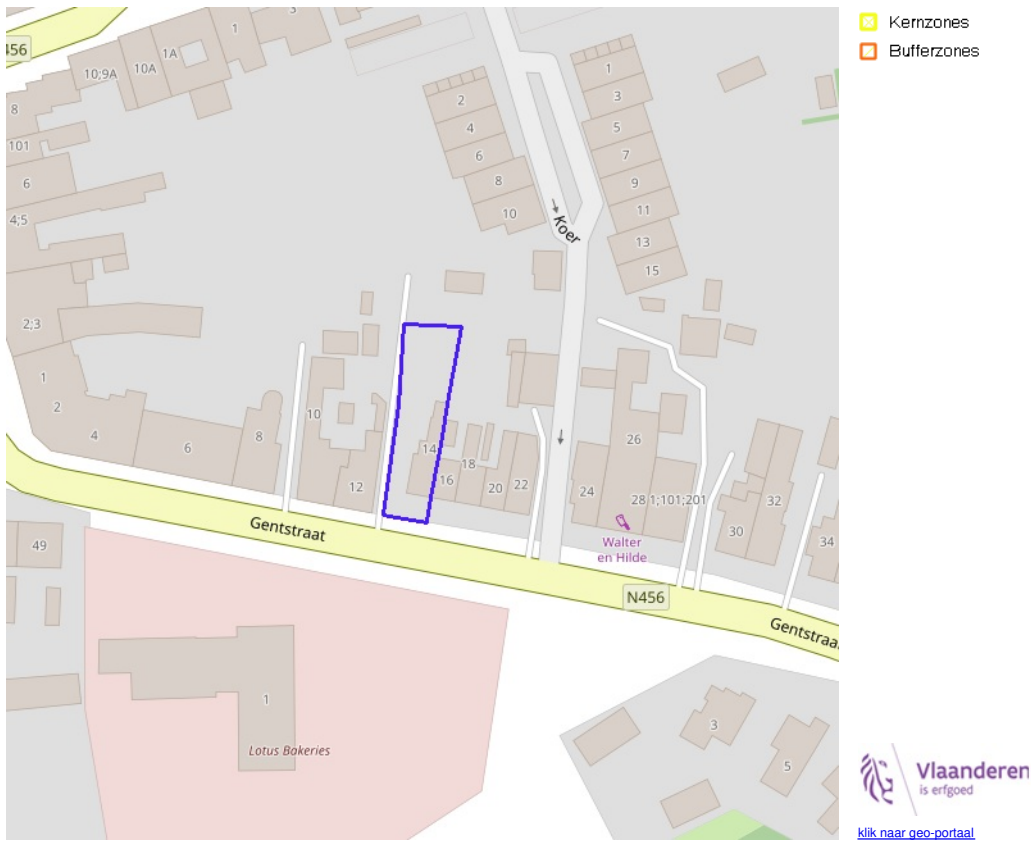 Kernzones
Bufferzones
456
3
1
1A
10;9A
10A
8
101
6
4;5
2;3
1
2
4
6
8
10
12
14
16
18
20
22
24
26
28 1;101;201
30
32
34
2
4
6
8
10
1
3
5
7
9
11
13
15
Koer
Walter
en Hilde
Gentstraat
N456
Gentstraa
49
1
Lotus Bakeries
3
5
Vlaanderen
is erfgoed
klik naar geo-portaal